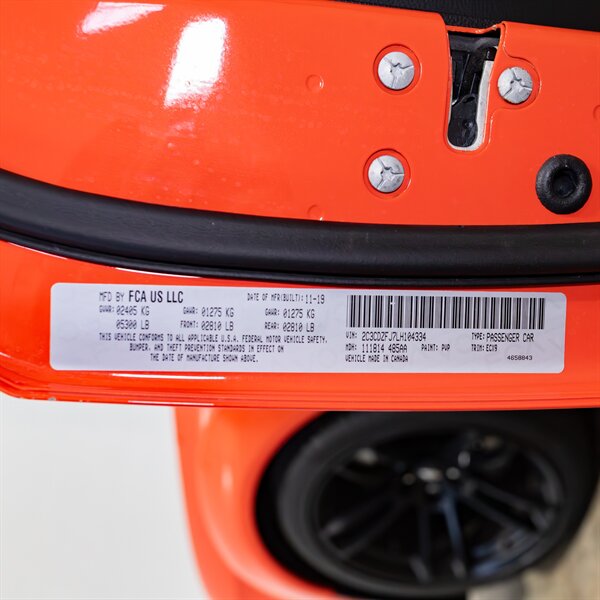 MFD BY FCA US LLC DATE OF MFR(BUILT): 11-19
GVWR: 02405 KG GAWR: 01275 KG GAWR: 01275 KG
05300 LB FRONT: 02810 LB REAR: 02810 LB
THIS VEHICLE CONFORMS TO ALL APPLICABLE U.S.A. FEDERAL MOTOR VEHICLE SAFETY,
BUMPER, AND THEFT PREVENTION STANDARDS IN EFFECT ON
THE DATE OF MANUFACTURE SHOWN ABOVE.
VIN: 2C3CDZFJ7LH104334 TYPE: PASSENGER CAR
MDH: 111814 485AA PAINT: PVP TRIM: ECX9
VEHICLE MADE IN CANADA 4658843